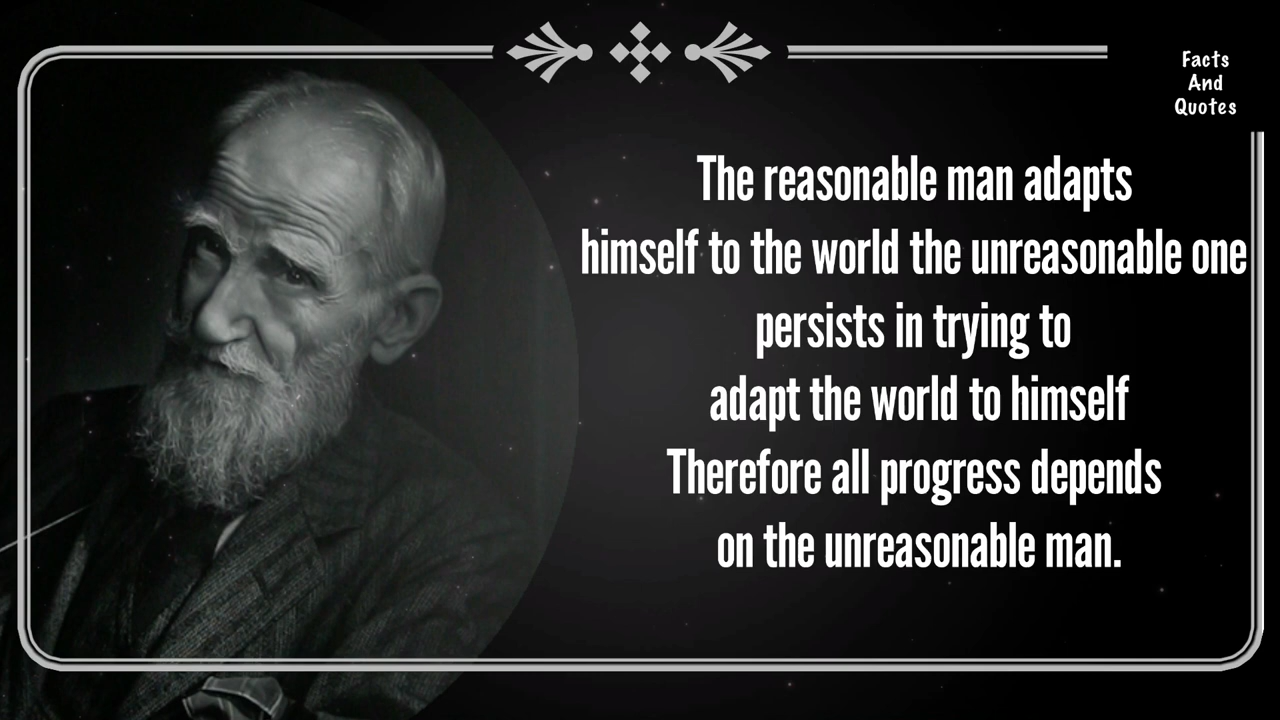 Facts
And
Quotes
The reasonable man adapts
himself to the world the unreasonable one
persists in trying to
adapt the world to himself
Therefore all progress depends
on the unreasonable man.